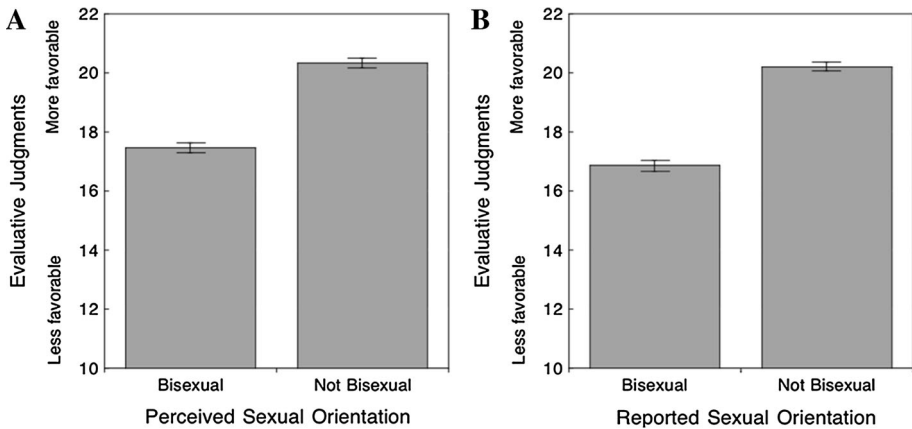 A
Evaluative Judgments
Less favorable
More favorable
22
20
18
16
14
12
10
Bisexual
Not Bisexual
Perceived Sexual Orientation
B
Evaluative Judgments
Less favorable
More favorable
22
20
18
16
14
12
10
Bisexual
Not Bisexual
Reported Sexual Orientation